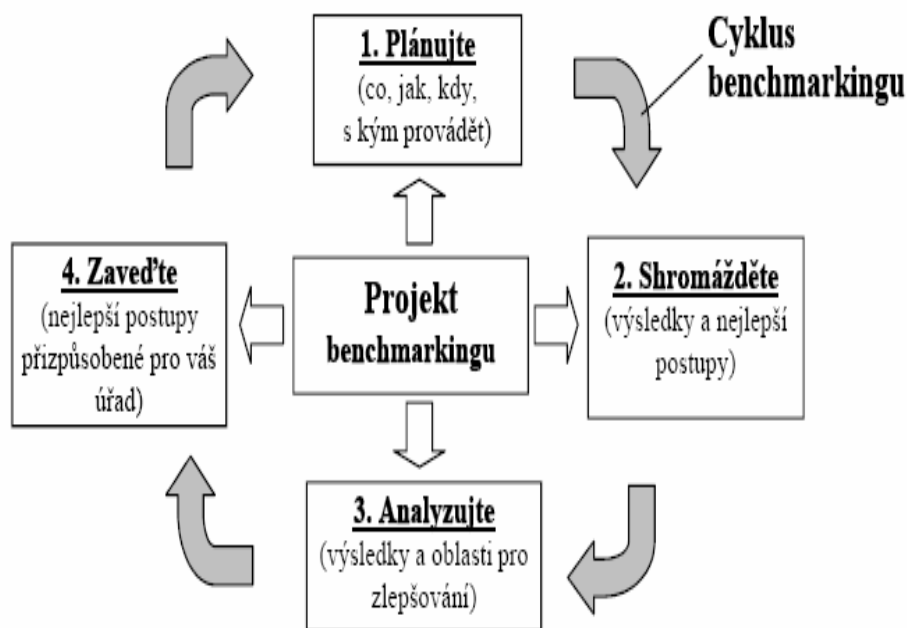 1. Plánujte
(co, jak, kdy,
s kým provádět)
Cyklus
benchmarkingu
4. Zaveďte
(nejlepší postupy
přizpůsobené pro váš
úřad)
Projekt
benchmarkingu
2. Shromážděte
(výsledky a nejlepší
postupy)
3. Analyzujte
(výsledky a oblasti pro
zlepšování)